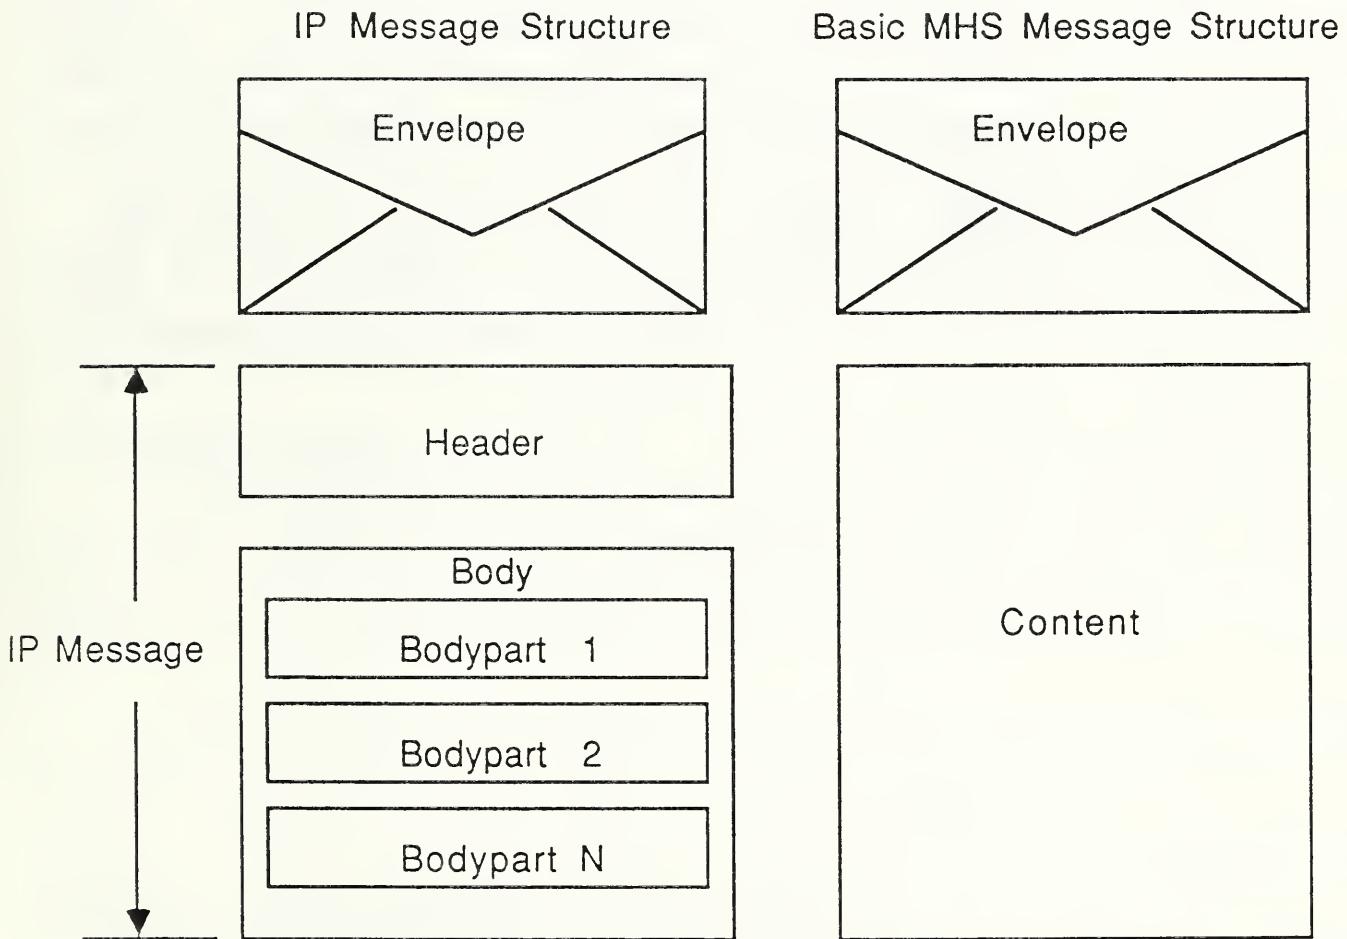 IP Message Structure
Basic MHS Message Structure
Envelope
Envelope
Header
Body
Bodypart 1
Bodypart 2
Bodypart N
IP Message
Content